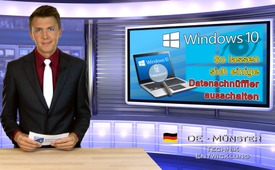 Windows 10
So lassen
sich einige
Datenschnüffler
ausschalten
DE - MÜNSTER
TECHNIK
ENTWICKLUNG